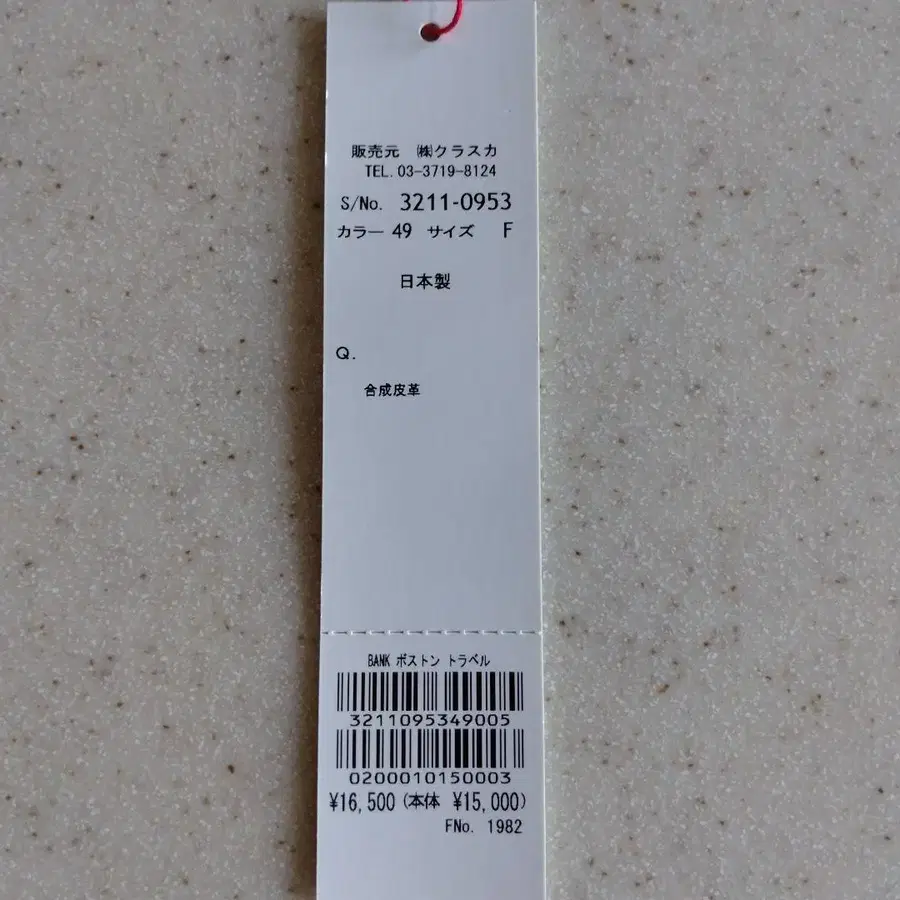 販売元 ㈱クラスカ
TEL.03-3719-8124
S/No. 3211-0953
カラー 49 サイズ F
日本製
Q.
合成皮革
BANK ボストン トラベル
3211095349005
0200010150003
¥16,500(本体 ¥15,000)
FNo. 1982